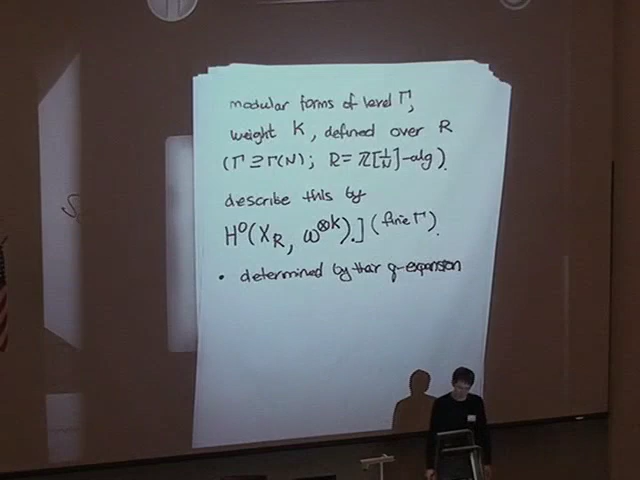 modular forms of level Γ,
weight K, defined over R
(Γ ⊇ Γ(N); R = ℤ[1/N]-alg).
describe this by
H⁰(X_R, ω^⊗k).] (fine Γ).
• determined by their q-expansion